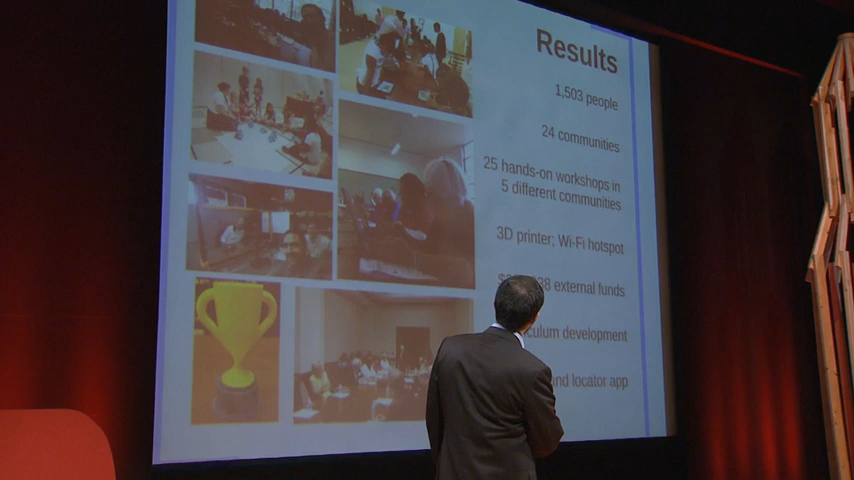 Results
1,503 people
24 communities
25 hands-on workshops in
5 different communities
3D printer; Wi-Fi hotspot
external funds
development
and locator app